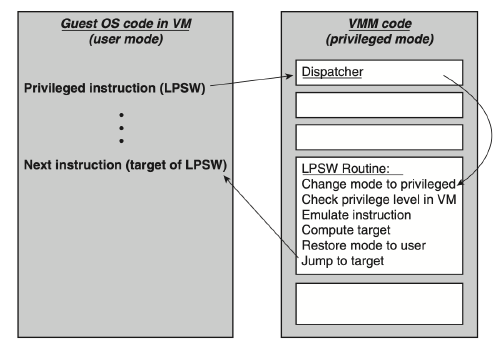 Guest OS code in VM
(user mode)
Privileged instruction (LPSW)
Next instruction (target of LPSW)
VMM code
(privileged mode)
Dispatcher
LPSW Routine:
Change mode to privileged
Check privilege level in VM
Emulate instruction
Compute target
Restore mode to user
Jump to target